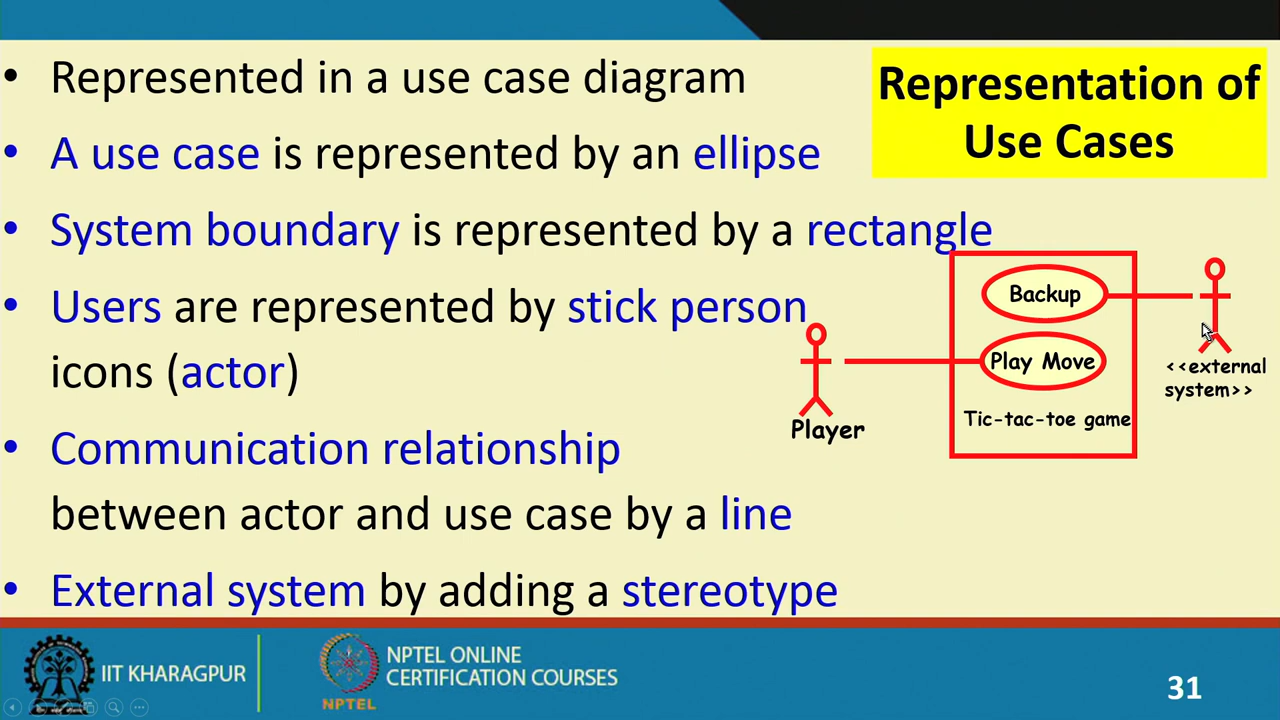 • Represented in a use case diagram
Representation of
Use Cases
• A use case is represented by an ellipse
• System boundary is represented by a rectangle
• Users are represented by stick person
icons (actor)
• Communication relationship
between actor and use case by a line
• External system by adding a stereotype
Backup
Play Move
Tic-tac-toe game
Player
<<external
system>>
IIT KHARAGPUR
NPTEL
NPTEL ONLINE
CERTIFICATION COURSES
31